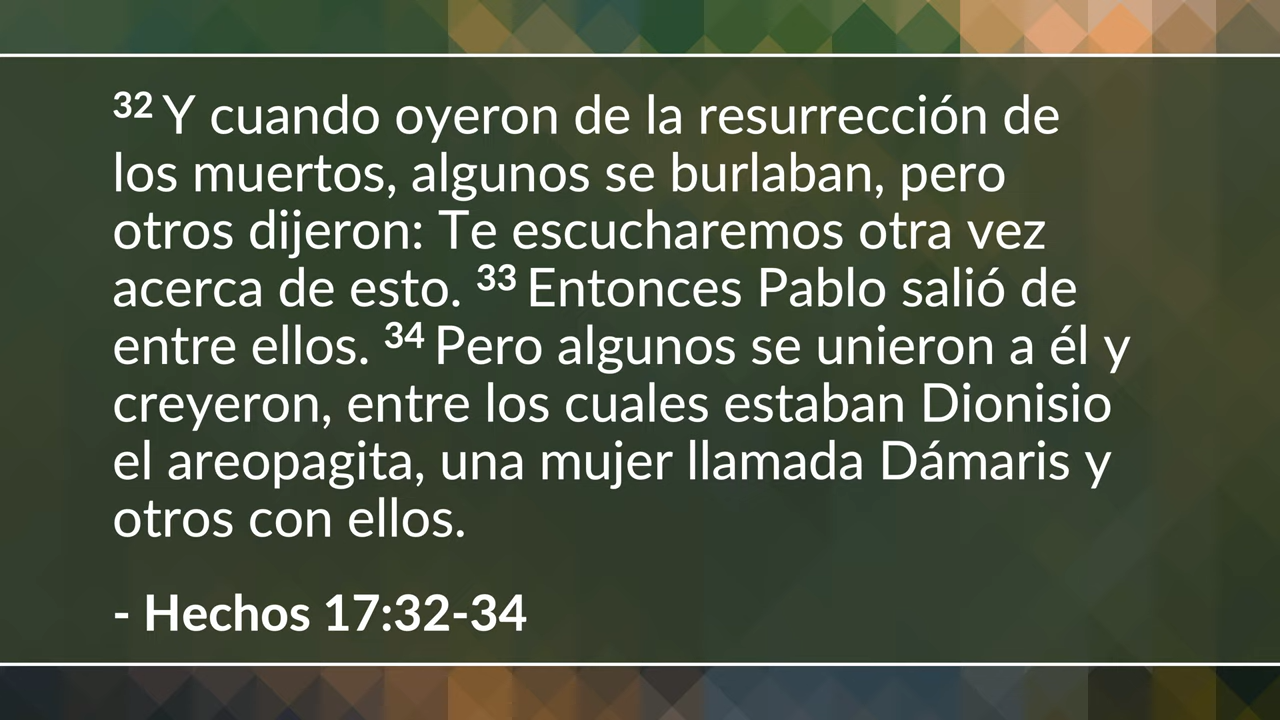 32 Y cuando oyeron de la resurrección de
los muertos, algunos se burlaban, pero
otros dijeron: Te escucharemos otra vez
acerca de esto. 33 Entonces Pablo salió de
entre ellos. 34 Pero algunos se unieron a él y
creyeron, entre los cuales estaban Dionisio
el areopagita, una mujer llamada Dámaris y
otros con ellos.
- Hechos 17:32-34